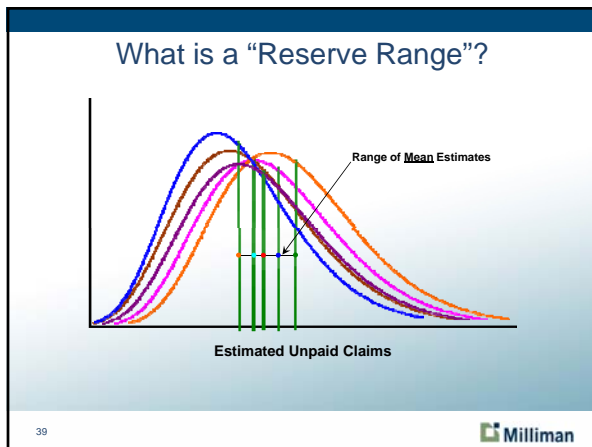 What is a “Reserve Range”?
Range of Mean Estimates
Estimated Unpaid Claims
39
Milliman